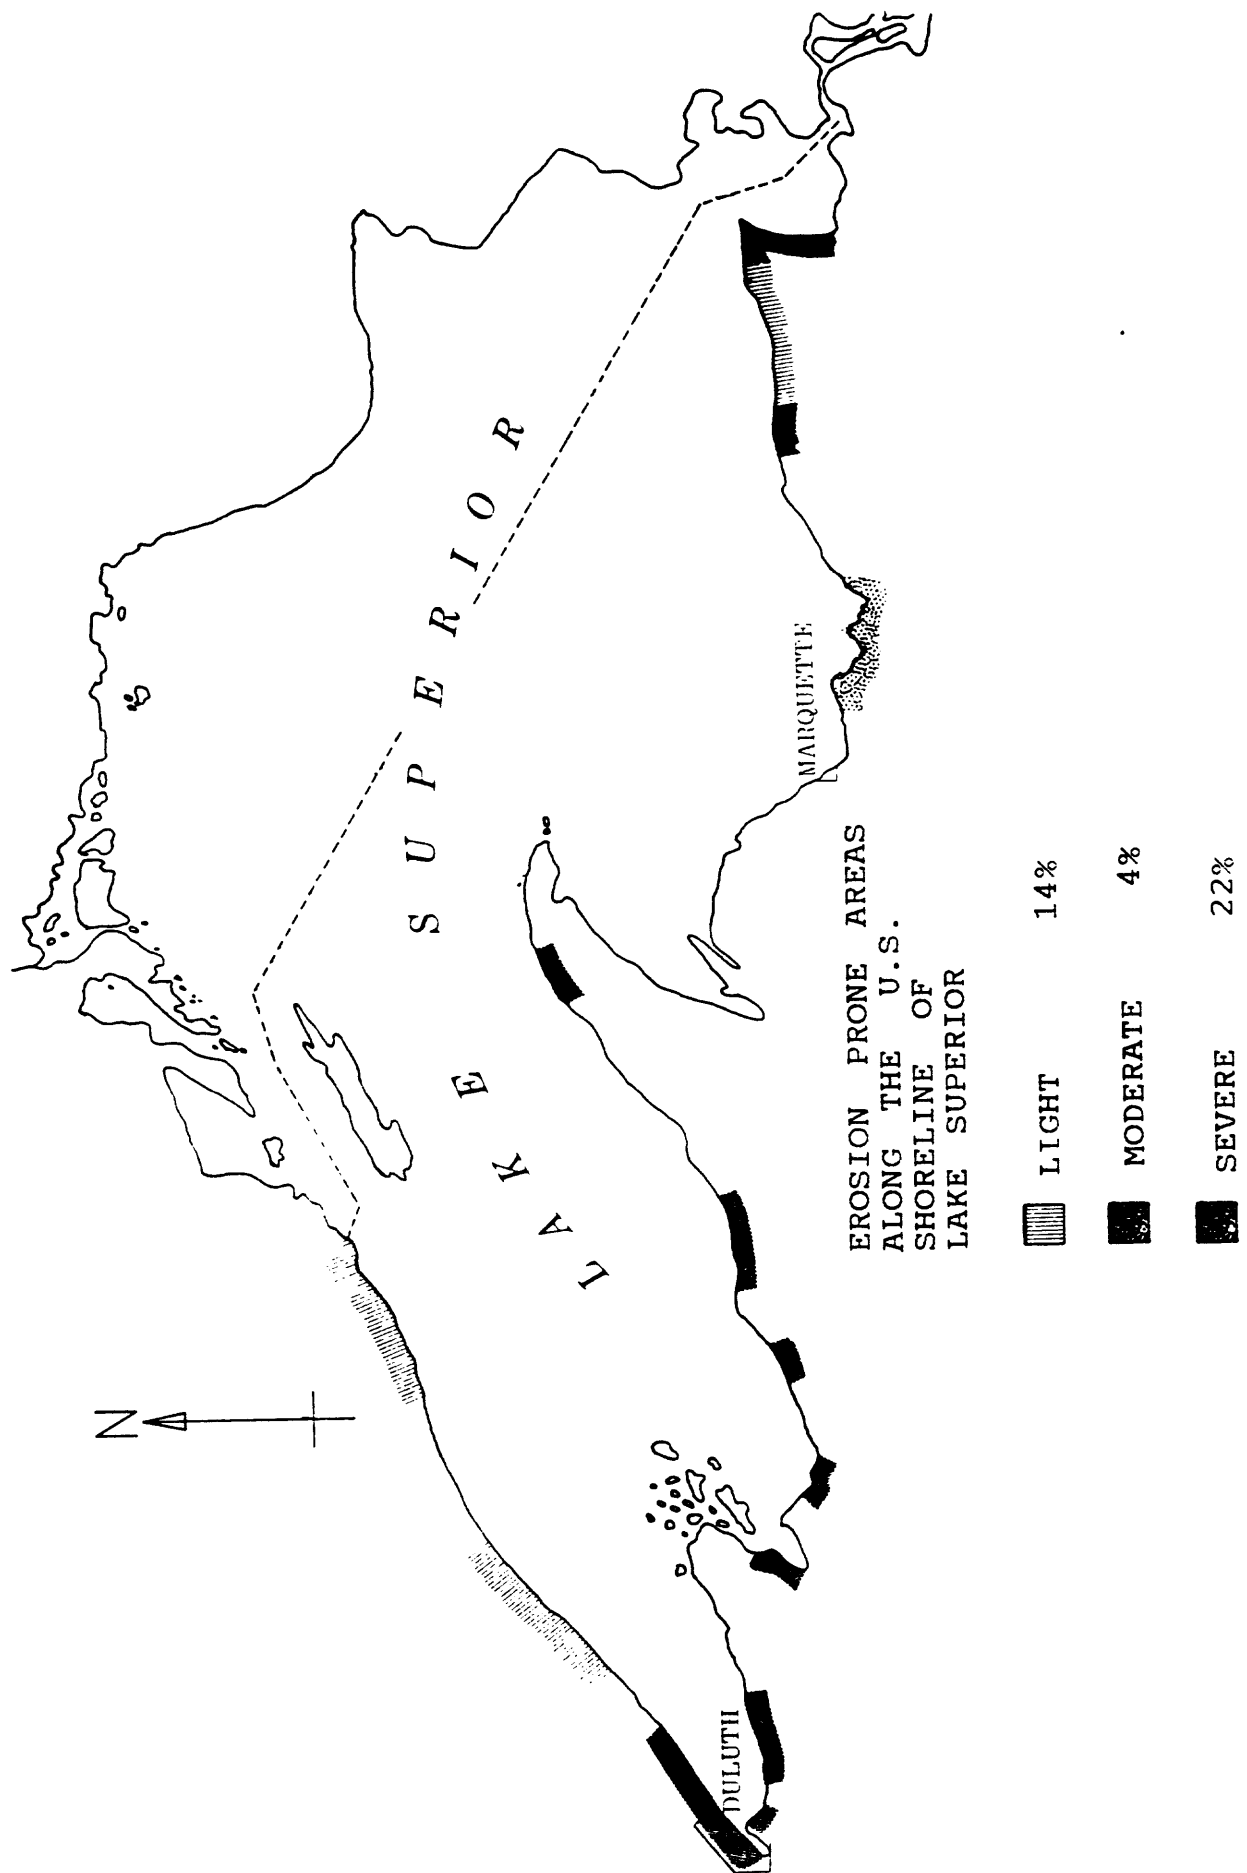 N
LAKE SUPERIOR
MARQUETTE
DULUTH
EROSION PRONE AREAS
ALONG THE U.S.
SHORELINE OF
LAKE SUPERIOR
LIGHT 14%
MODERATE 4%
SEVERE 22%